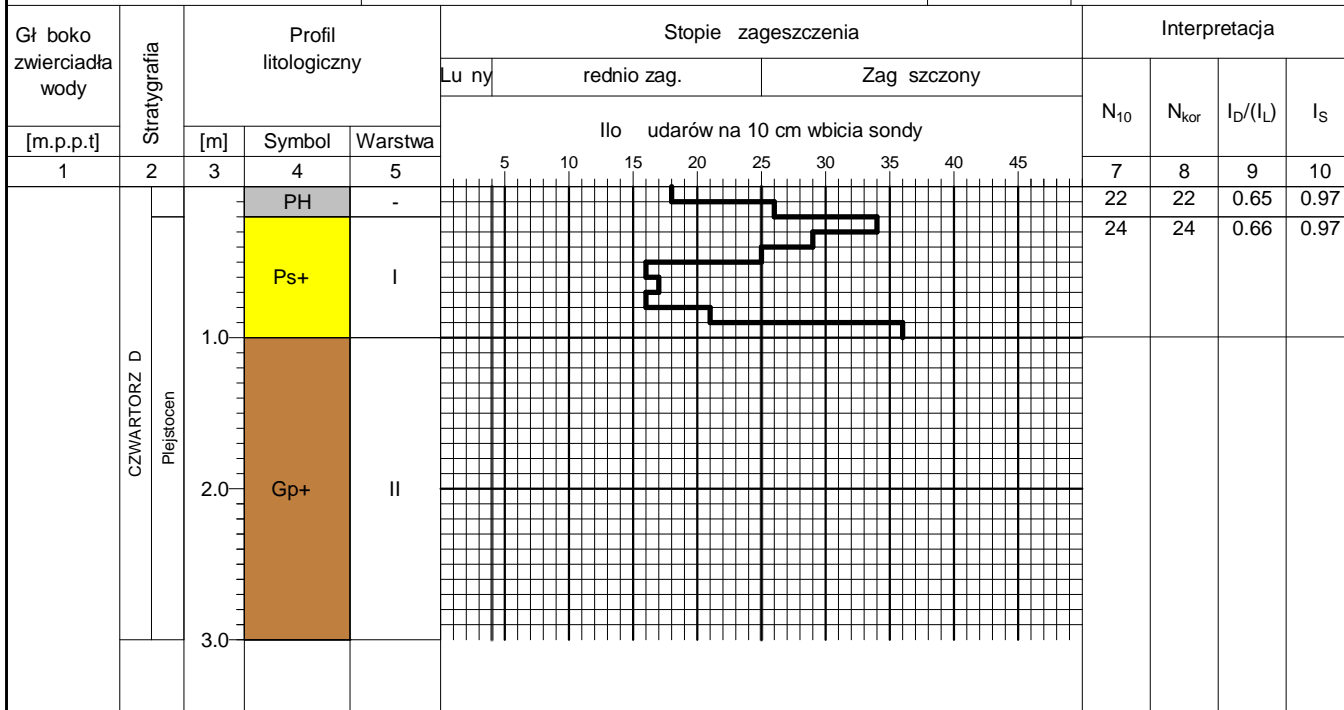 Gł boko
zwierciadła
wody
[m.p.p.t]
1
Stratygrafia
2
Profil
litologiczny
[m] Symbol Warstwa
3 4 5
Stopie zageszczenia
Lu ny rednio zag. Zag szczony
Ilo udarów na 10 cm wbicia sondy
5 10 15 20 25 30 35 40 45
Interpretacja
N10 Nkor ID/(IL) IS
7 8 9 10
PH - 22 22 0.65 0.97
24 24 0.66 0.97
Ps+ I
1.0
CZWARTORZ D
Plejstocen
2.0 Gp+ II
3.0